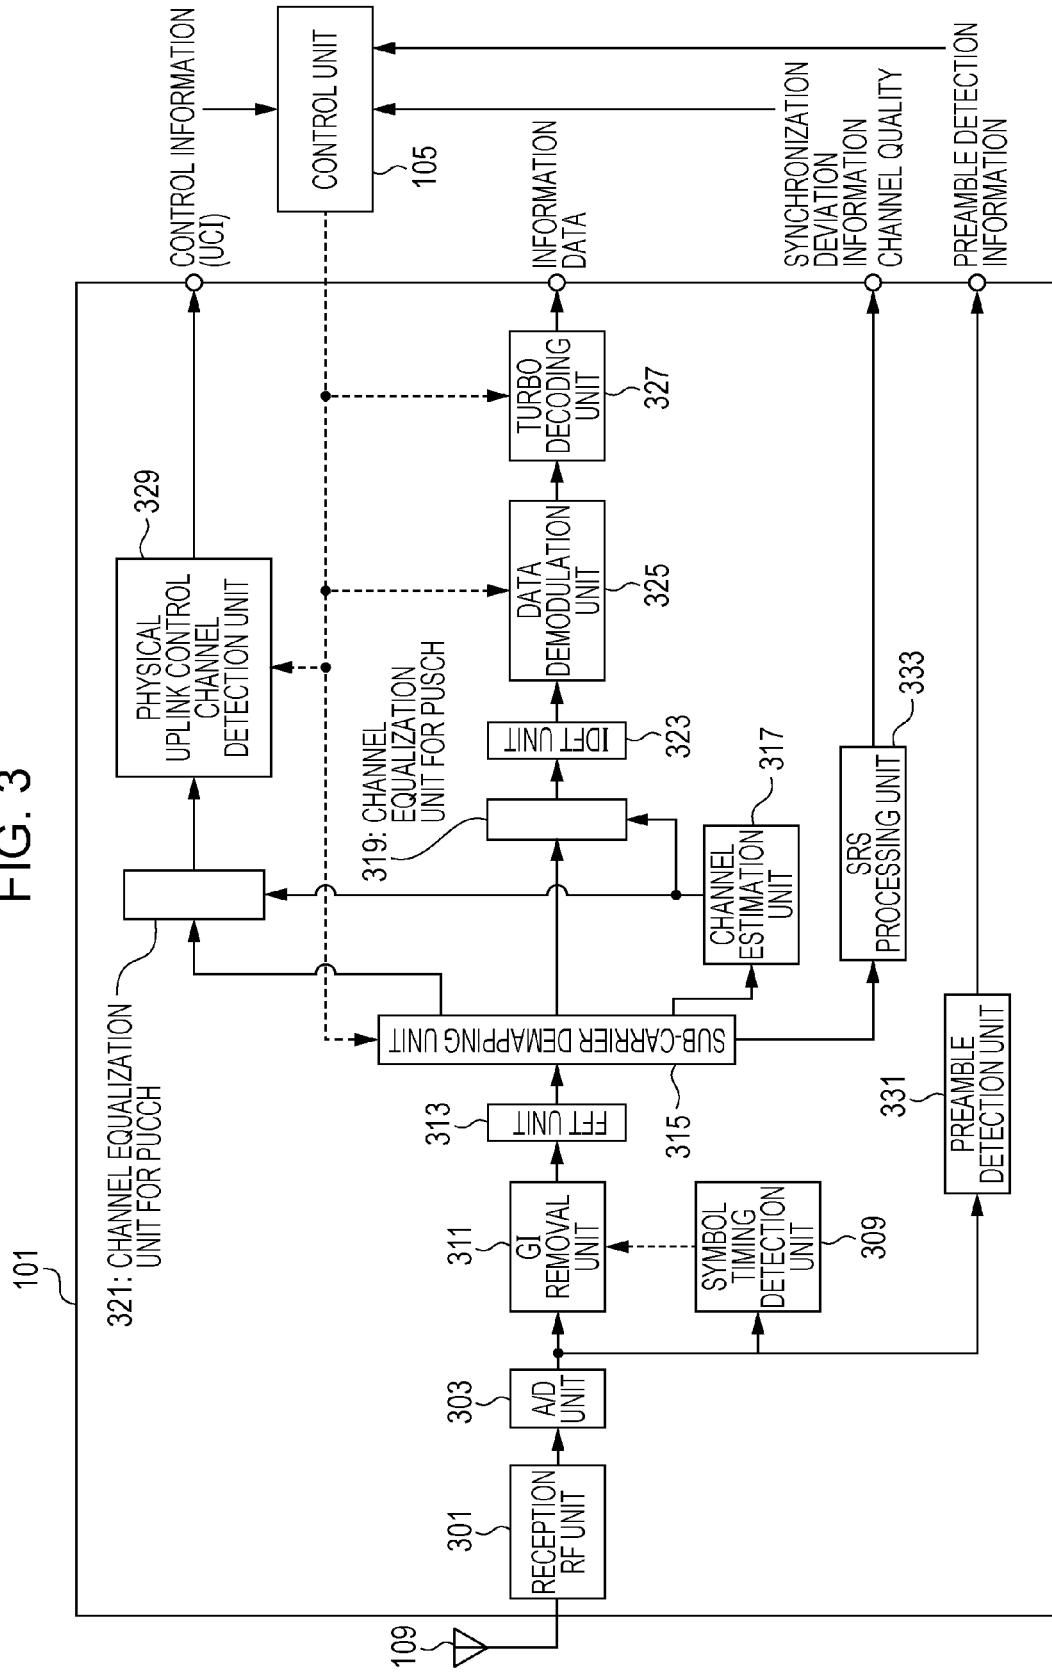 FIG. 3
101
109
301
RECEPTION
RF UNIT
303
A/D
UNIT
311
GI
REMOVAL
UNIT
SYMBOL
TIMING
DETECTION
UNIT
309
313
FFT UNIT
315
SUB-CARRIER DEMAPPING UNIT
321: CHANNEL EQUALIZATION
UNIT FOR PUCCH
PHYSICAL
UPLINK CONTROL
CHANNEL
DETECTION UNIT
329
319: CHANNEL
EQUALIZATION
UNIT FOR PUSCH
IDFT UNIT
323
DATA
DEMODULATION
UNIT
325
TURBO
DECODING
UNIT
327
CHANNEL
ESTIMATION
UNIT
317
SRS
PROCESSING UNIT
333
331
PREAMBLE
DETECTION UNIT
CONTROL INFORMATION
(UCI)
CONTROL UNIT
105
INFORMATION
DATA
SYNCHRONIZATION
DEVIATION
INFORMATION
CHANNEL QUALITY
PREAMBLE DETECTION
INFORMATION